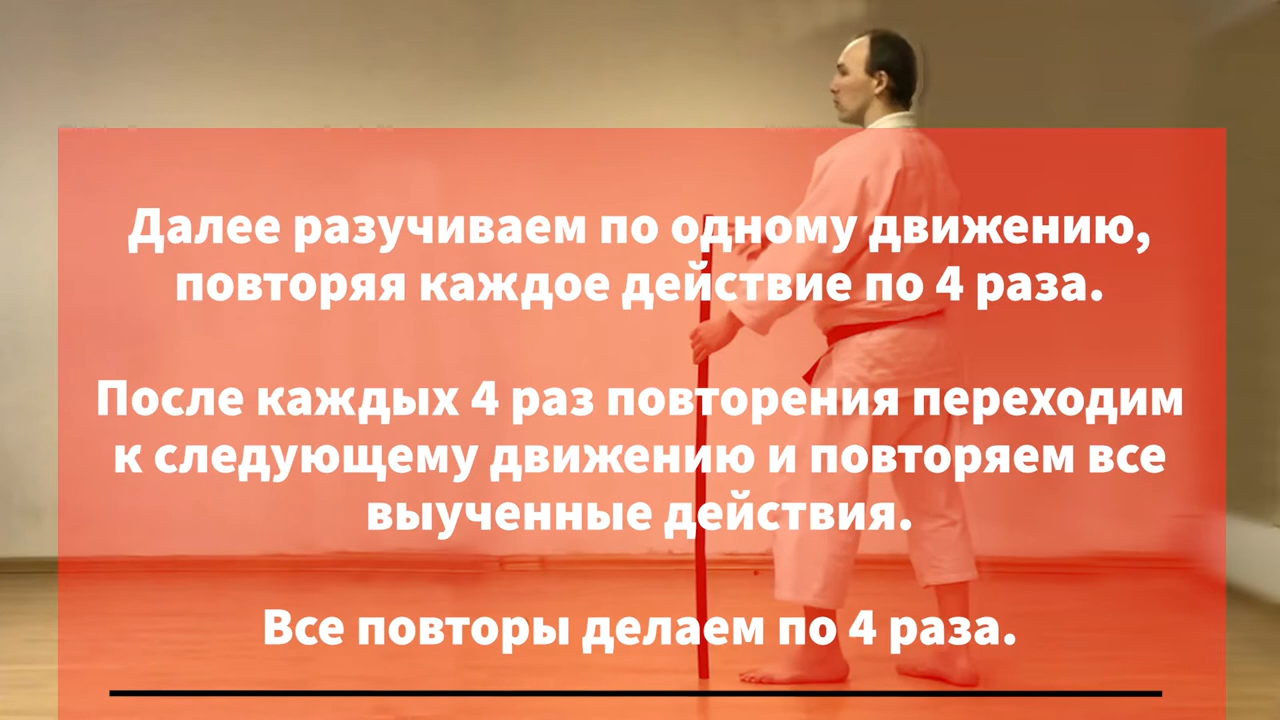 Далее разучиваем по одному движению,
повторяя каждое действие по 4 раза.
После каждых 4 раз повторения переходим
к следующему движению и повторяем все
выученные действия.
Все повторы делаем по 4 раза.